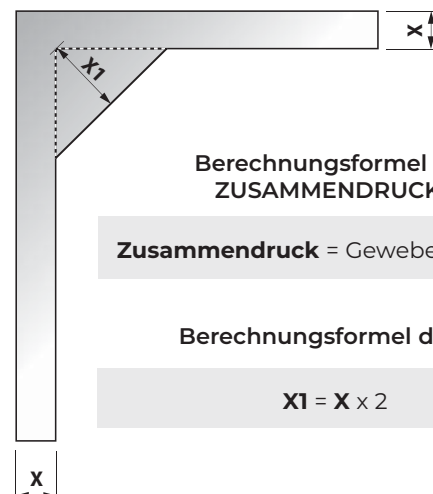 X
X1
Berechnungsformel
ZUSAMMENDRUCK
Zusammendruck = Gewebe
Berechnungsformel d
X1 = X x 2
X